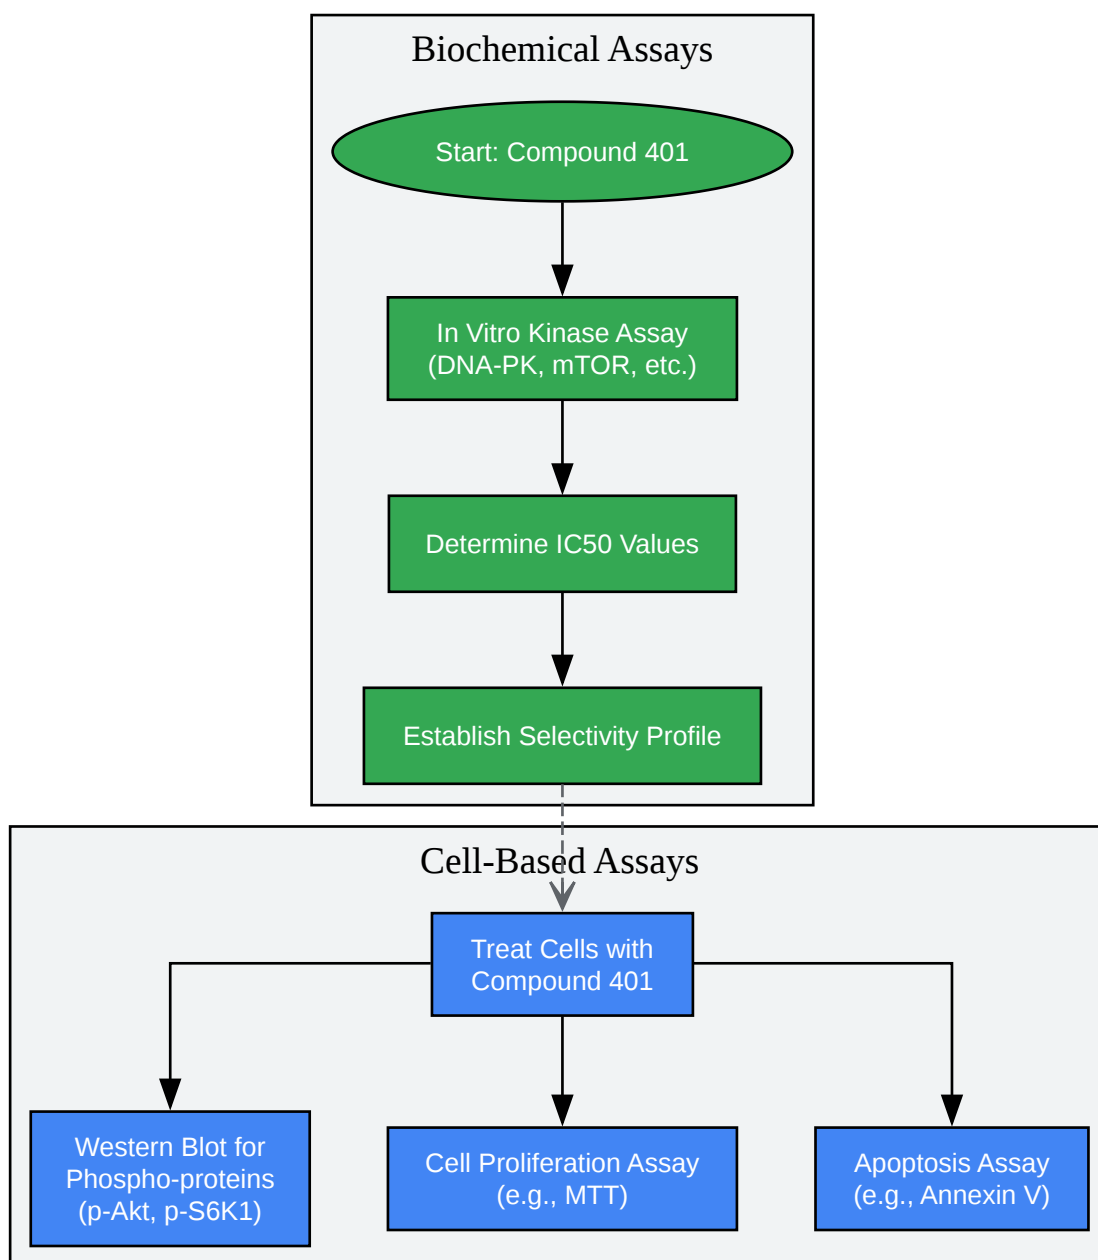 Biochemical Assays
Start: Compound 401
In Vitro Kinase Assay
(DNA-PK, mTOR, etc.)
Determine IC50 Values
Establish Selectivity Profile
Cell-Based Assays
Treat Cells with
Compound 401
Western Blot for
Phospho-proteins
(p-Akt, p-S6K1)
Cell Proliferation Assay
(e.g., MTT)
Apoptosis Assay
(e.g., Annexin V)